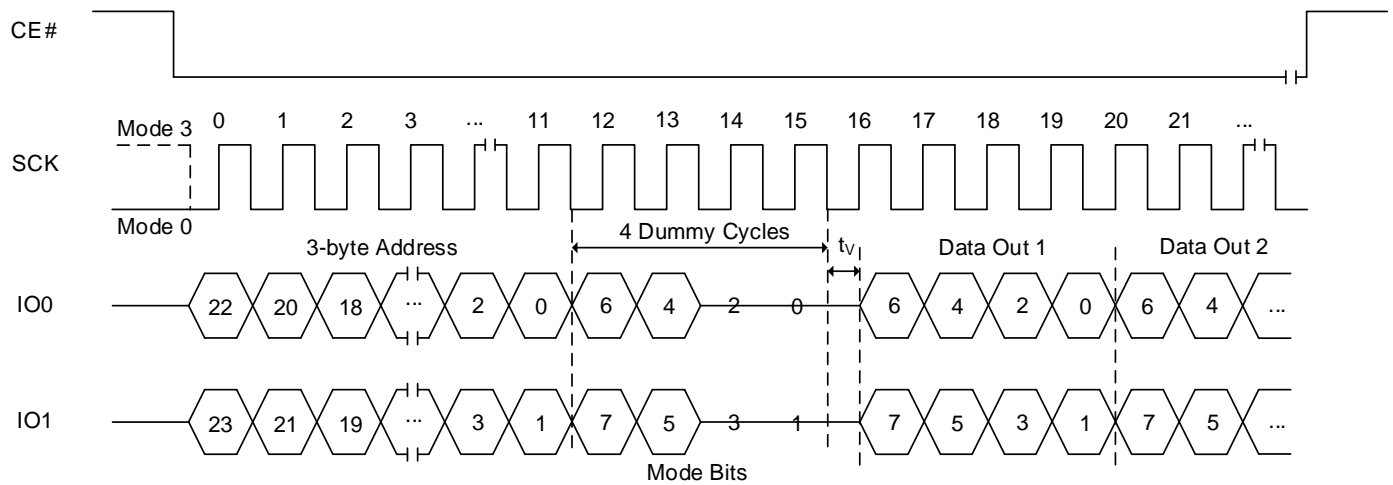 CE#
Mode 3 0 1 2 3 ... 11 12 13 14 15 16 17 18 19 20 21 ...
SCK
Mode 0
3-byte Address 4 Dummy Cycles tV Data Out 1 Data Out 2
IO0 22 20 18 ... 2 0 6 4 2 0 6 4 2 0 6 4 ...
IO1 23 21 19 ... 3 1 7 5 3 1 7 5 3 1 7 5 ...
Mode Bits